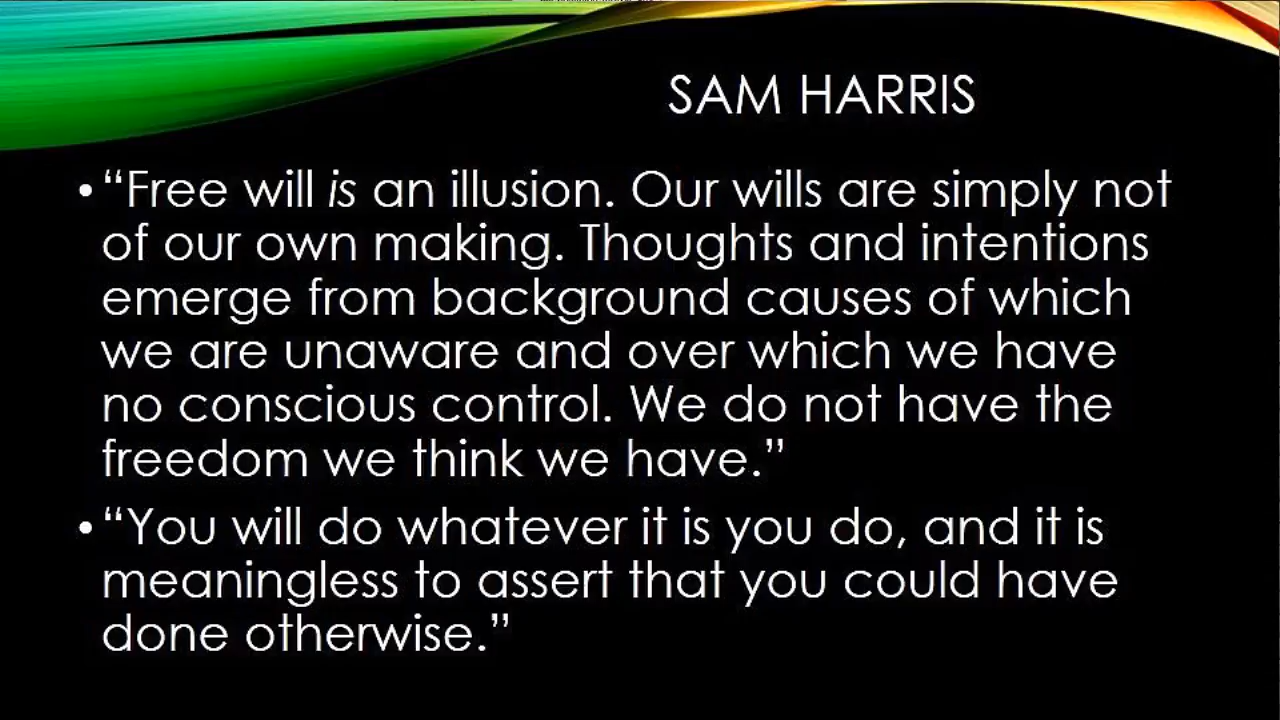 SAM HARRIS
• “Free will is an illusion. Our wills are simply not
of our own making. Thoughts and intentions
emerge from background causes of which
we are unaware and over which we have
no conscious control. We do not have the
freedom we think we have.”
• “You will do whatever it is you do, and it is
meaningless to assert that you could have
done otherwise.”